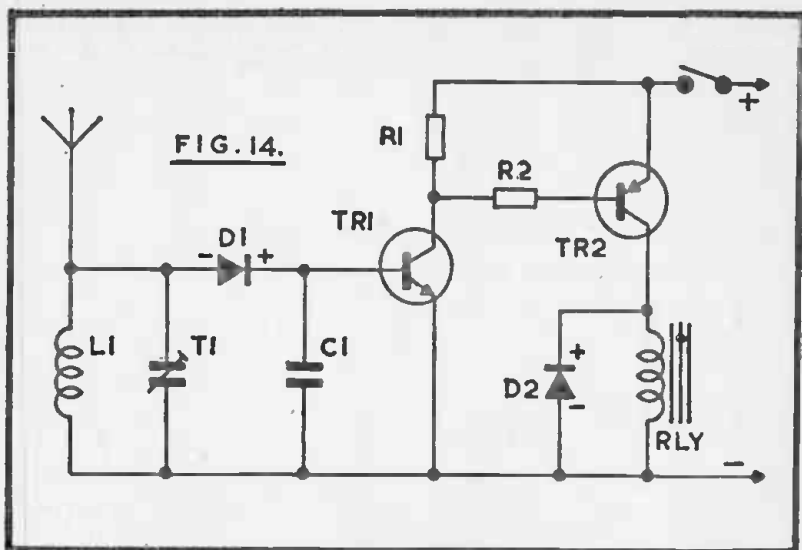 FIG.14.
R1
R2
+
TR1
TR2
- D1 +
L1
T1
C1
D2
+
-
RLY
-